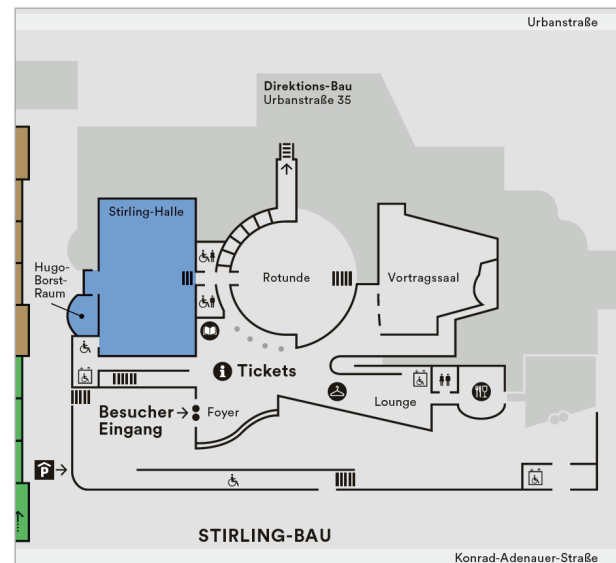 Urbanstraße
Direktions-Bau
Urbanstraße 35
Stirling-Halle
Hugo-
Borst-
Raum
Rotunde
Vortragssaal
i Tickets
Besucher
Eingang
Foyer
Lounge
P
STIRLING-BAU
Konrad-Adenauer-Straße